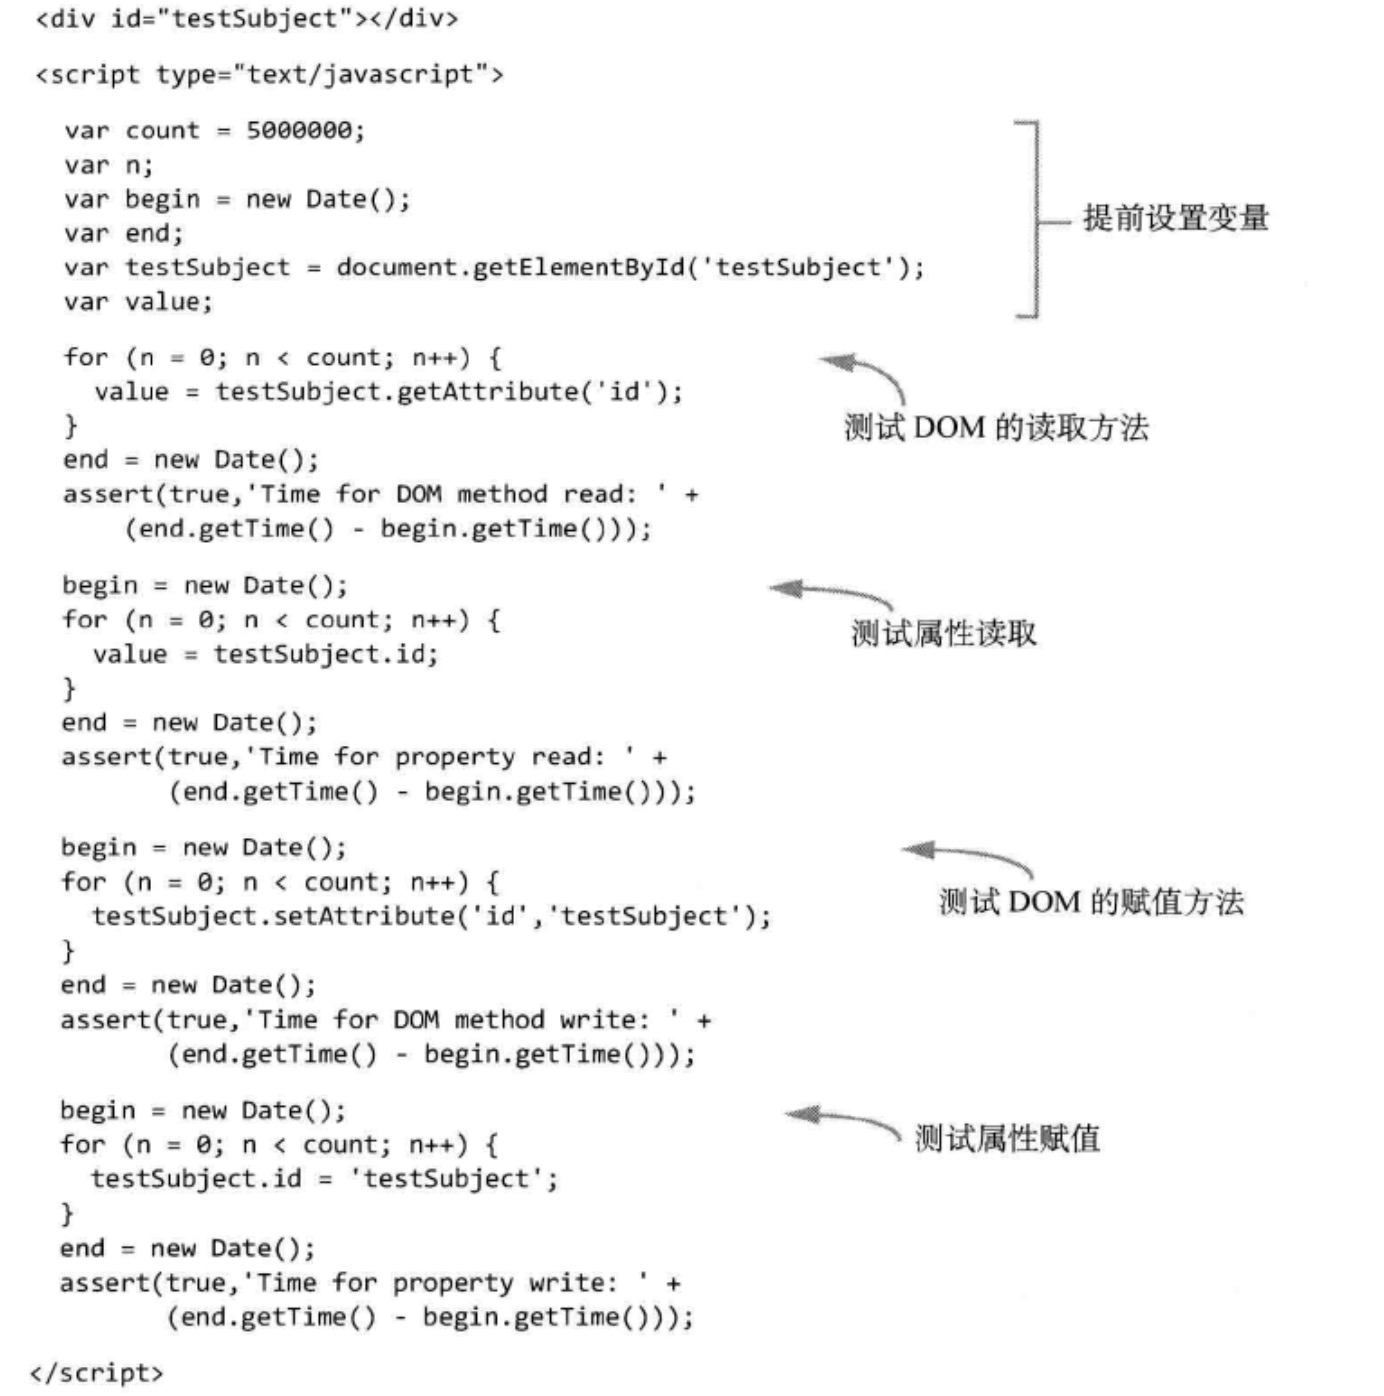 <div id="testSubject"></div>
<script type="text/javascript">
var count = 5000000;
var n;
var begin = new Date();
var end;
var testSubject = document.getElementById('testSubject');
var value;
提前设置变量
for (n = 0; n < count; n++) {
value = testSubject.getAttribute('id');
}
测试 DOM 的读取方法
end = new Date();
assert(true,'Time for DOM method read: ' +
(end.getTime() - begin.getTime()));
begin = new Date();
for (n = 0; n < count; n++) {
测试属性读取
value = testSubject.id;
}
end = new Date();
assert(true,'Time for property read: ' +
(end.getTime() - begin.getTime()));
begin = new Date();
for (n = 0; n < count; n++) {
测试 DOM 的赋值方法
testSubject.setAttribute('id','testSubject');
}
end = new Date();
assert(true,'Time for DOM method write: ' +
(end.getTime() - begin.getTime()));
begin = new Date();
for (n = 0; n < count; n++) {
测试属性赋值
testSubject.id = 'testSubject';
}
end = new Date();
assert(true,'Time for property write: ' +
(end.getTime() - begin.getTime()));
</script>